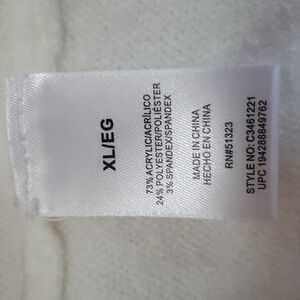 XL/EG
73% ACRYLIC/ACRÍLICO
24% POLYESTER/POLIÉSTER
3% SPANDEX/SPANDEX
MADE IN CHINA
HECHO EN CHINA
RN#51323
STYLE NO: C3461221
UPC 194288849762